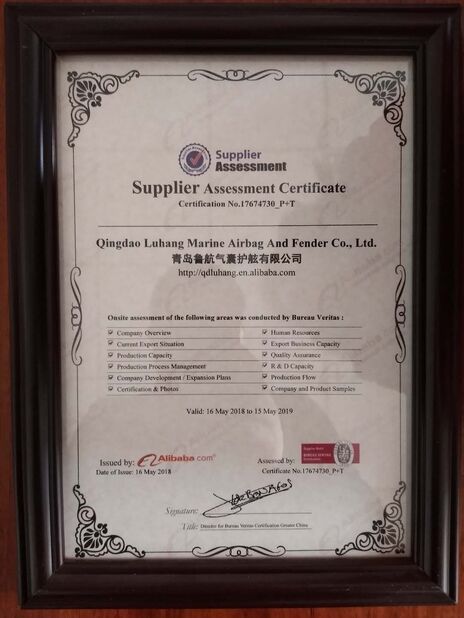 Supplier
Assessment
Supplier Assessment Certificate
Certification No.17674730_P+T
Qingdao Luhang Marine Airbag And Fender Co., Ltd.
青岛鲁航气囊护舷有限公司
http://qdluhang.en.alibaba.com
Onsite assessment of the following areas was conducted by Bureau Veritas :
Company Overview Human Resources
Current Export Situation Export Business Capacity
Production Capacity Quality Assurance
Production Process Management R & D Capacity
Company Development / Expansion Plans Production Flow
Certification & Photos Company and Product Samples
Valid: 16 May 2018 to 15 May 2019
Issued by: Alibaba.com Assessed by: BUREAU VERITAS
Date of Issue: 16 May 2018 Certificate No.17674730_P+T
Signature:
Title: Director for Bureau Veritas Certification Greater China